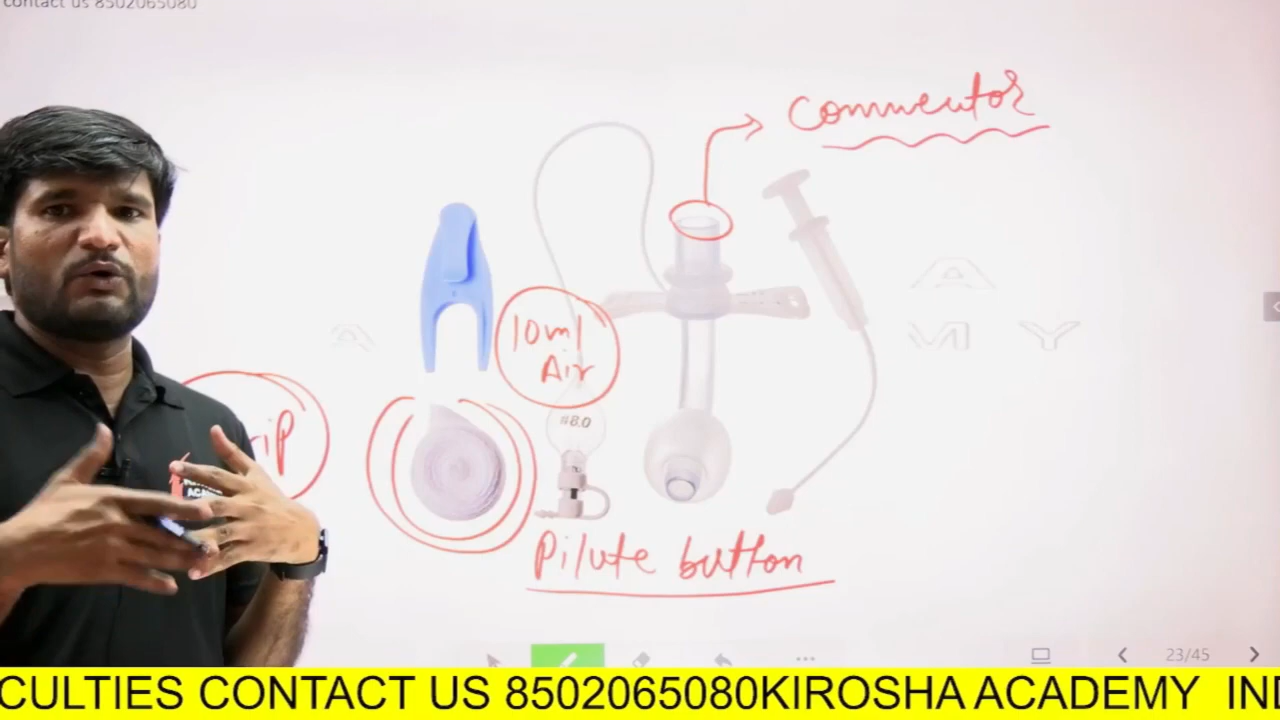 contact us 8502065080
Connector
A
10ml
Air
A M Y
#8.0
rip
Pilute button
23/45
CULTIES CONTACT US 8502065080KIROSHA ACADEMY IND